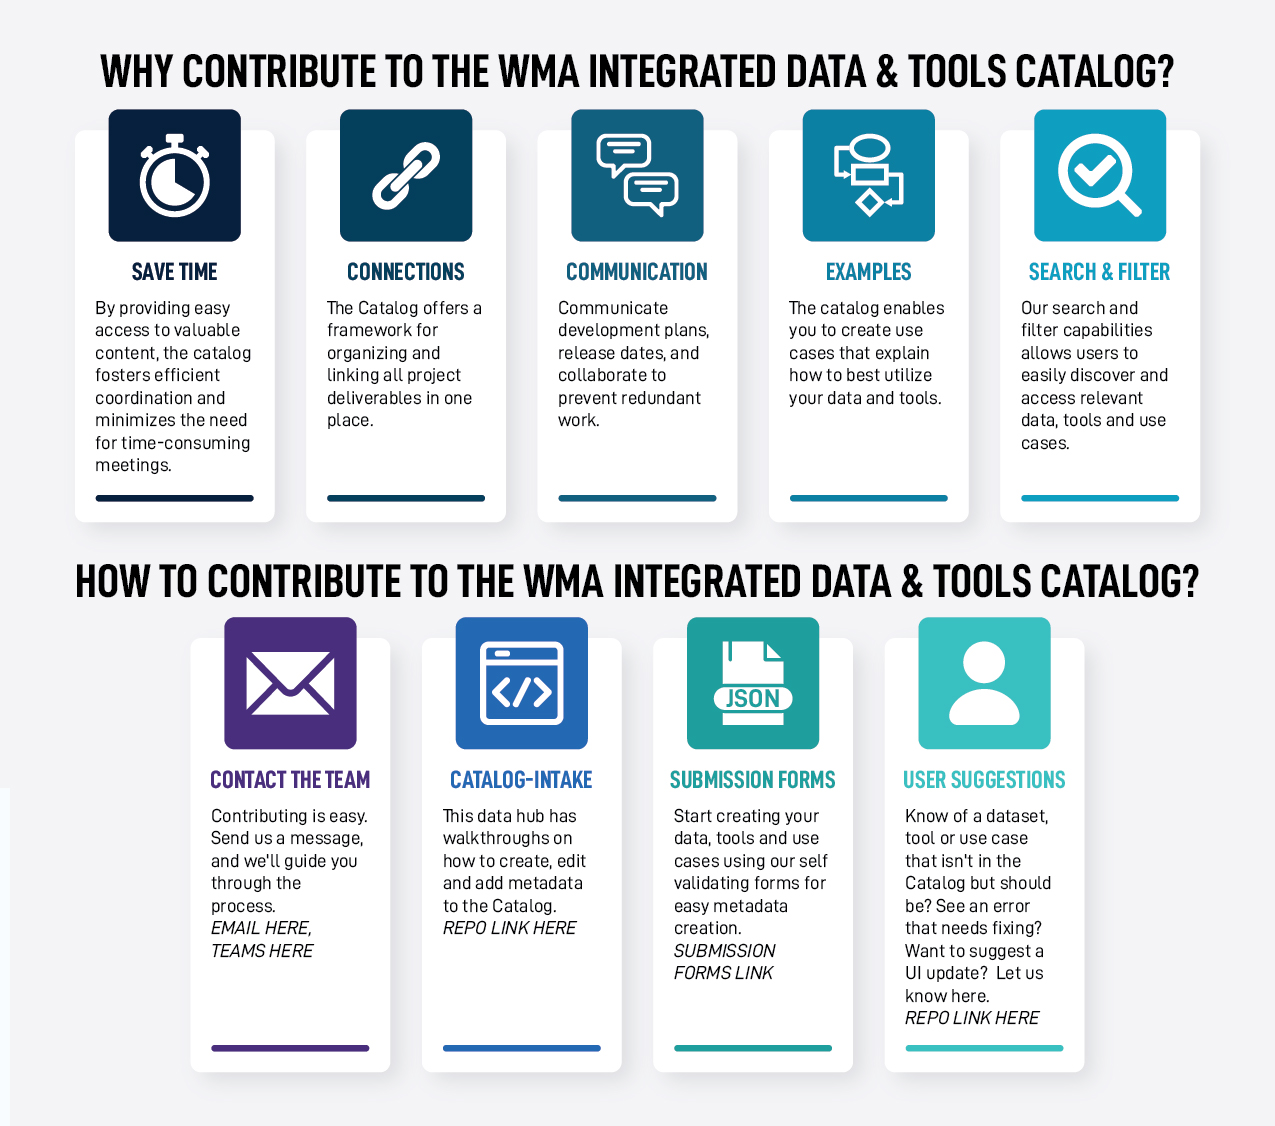 WHY CONTRIBUTE TO THE WMA INTEGRATED DATA & TOOLS CATALOG?
SAVE TIME
By providing easy
access to valuable
content, the catalog
fosters efficient
coordination and
minimizes the need
for time-consuming
meetings.
CONNECTIONS
The Catalog offers a
framework for
organizing and
linking all project
deliverables in one
place.
COMMUNICATION
Communicate
development plans,
release dates, and
collaborate to
prevent redundant
work.
EXAMPLES
The catalog enables
you to create use
cases that explain
how to best utilize
your data and tools.
SEARCH & FILTER
Our search and
filter capabilities
allows users to
easily discover and
access relevant
data, tools and use
cases.
HOW TO CONTRIBUTE TO THE WMA INTEGRATED DATA & TOOLS CATALOG?
CONTACT THE TEAM
Contributing is easy.
Send us a message,
and we'll guide you
through the
process.
EMAIL HERE,
TEAMS HERE
CATALOG-INTAKE
This data hub has
walkthroughs on
how to create, edit
and add metadata
to the Catalog.
REPO LINK HERE
JSON
SUBMISSION FORMS
Start creating your
data, tools and use
cases using our self
validating forms for
easy metadata
creation.
SUBMISSION
FORMS LINK
USER SUGGESTIONS
Know of a dataset,
tool or use case
that isn't in the
Catalog but should
be? See an error
that needs fixing?
Want to suggest a
UI update?  Let us
know here.
REPO LINK HERE